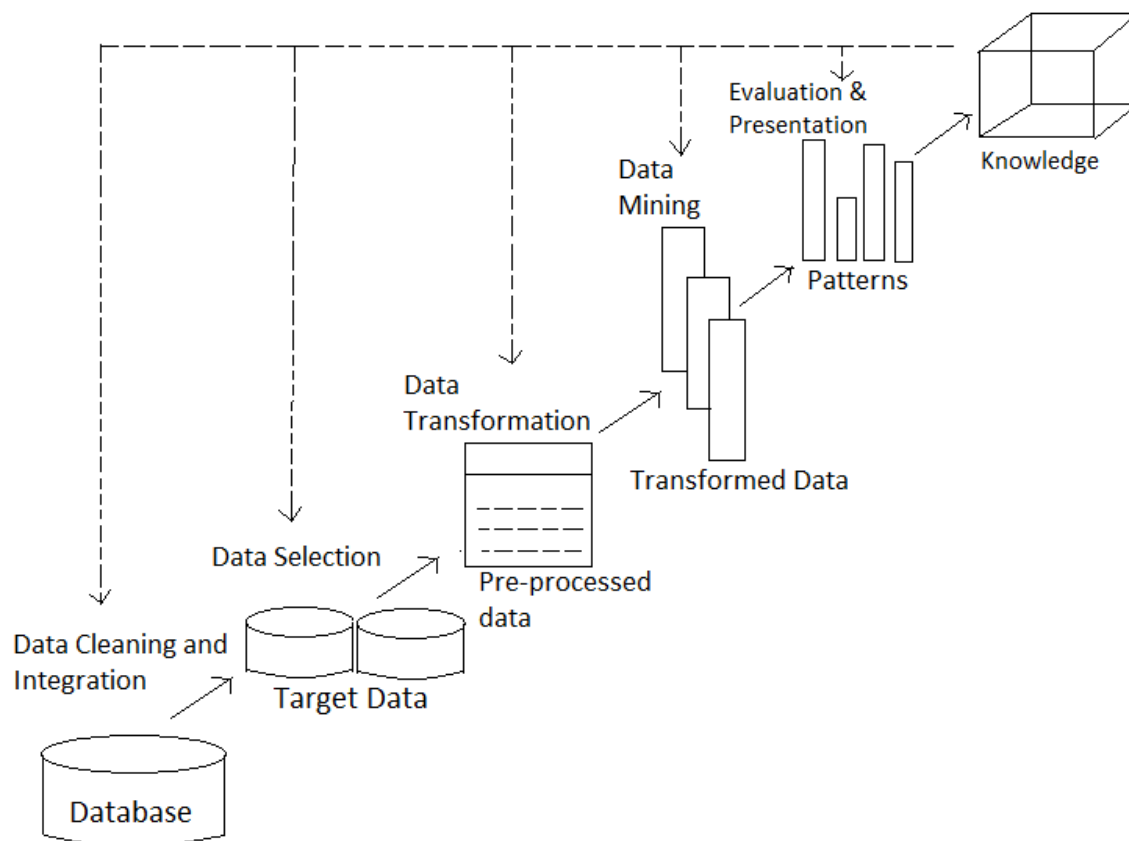 Evaluation &
Presentation
Knowledge
Data
Mining
Patterns
Data
Transformation
Transformed Data
Data Selection
Pre-processed
data
Data Cleaning and
Integration
Target Data
Database